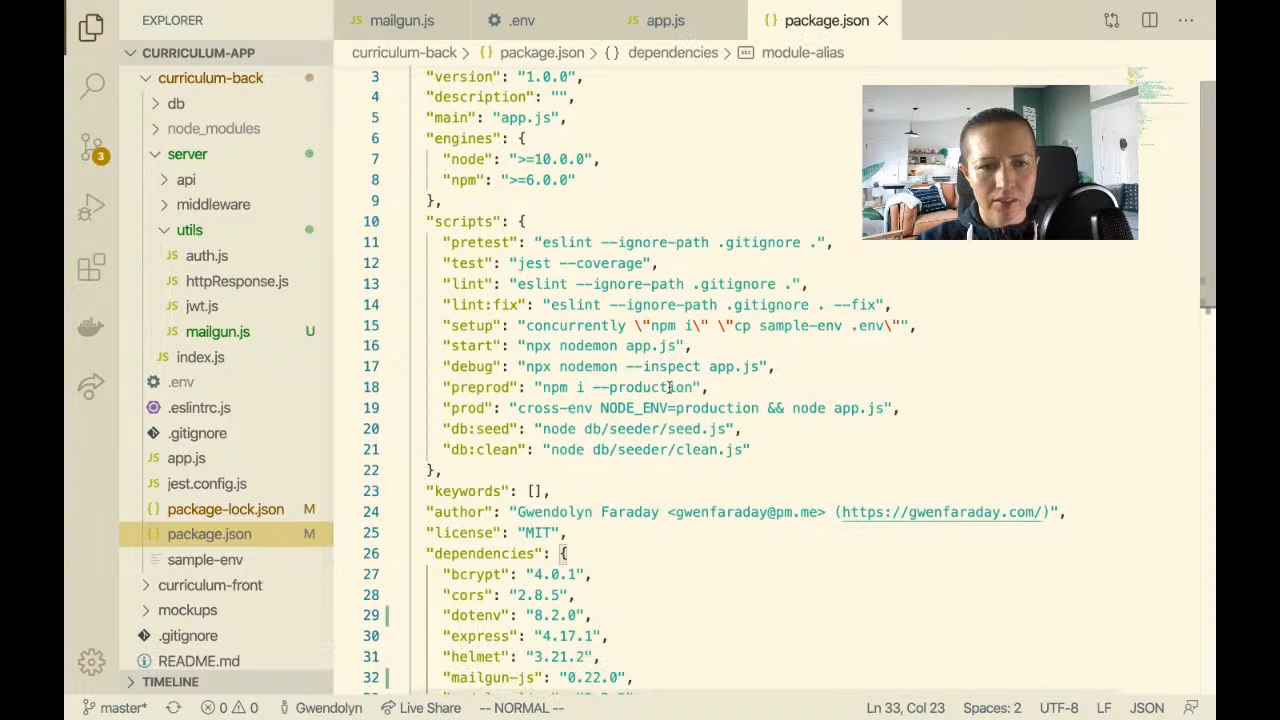 EXPLORER
mailgun.js
.env
app.js
package.json
CURRICULUM-APP
curriculum-back
db
node_modules
server
api
middleware
utils
auth.js
httpResponse.js
jwt.js
mailgun.js U
index.js
.env
.eslintrc.js
.gitignore
app.js
jest.config.js
package-lock.json M
package.json M
sample-env
curriculum-front
mockups
.gitignore
README.md
TIMELINE
3
curriculum-back > {} package.json > {} dependencies > abc module-alias
3 "version": "1.0.0",
4 "description": "",
5 "main": "app.js",
6 "engines": {
7 "node": ">=10.0.0",
8 "npm": ">=6.0.0"
9 },
10 "scripts": {
11 "pretest": "eslint --ignore-path .gitignore .",
12 "test": "jest --coverage",
13 "lint": "eslint --ignore-path .gitignore .",
14 "lint:fix": "eslint --ignore-path .gitignore . --fix",
15 "setup": "concurrently \"npm i\" \"cp sample-env .env\"",
16 "start": "npx nodemon app.js",
17 "debug": "npx nodemon --inspect app.js",
18 "preprod": "npm i --production",
19 "prod": "cross-env NODE_ENV=production && node app.js",
20 "db:seed": "node db/seeder/seed.js",
21 "db:clean": "node db/seeder/clean.js"
22 },
23 "keywords": [],
24 "author": "Gwendolyn Faraday <gwenfaraday@pm.me> (https://gwenfaraday.com/)",
25 "license": "MIT",
26 "dependencies": {
27 "bcrypt": "4.0.1",
28 "cors": "2.8.5",
29 "dotenv": "8.2.0",
30 "express": "4.17.1",
31 "helmet": "3.21.2",
32 "mailgun-js": "0.22.0",
master* 0 0 Gwendolyn Live Share -- NORMAL -- Ln 33, Col 23 Spaces: 2 UTF-8 LF JSON